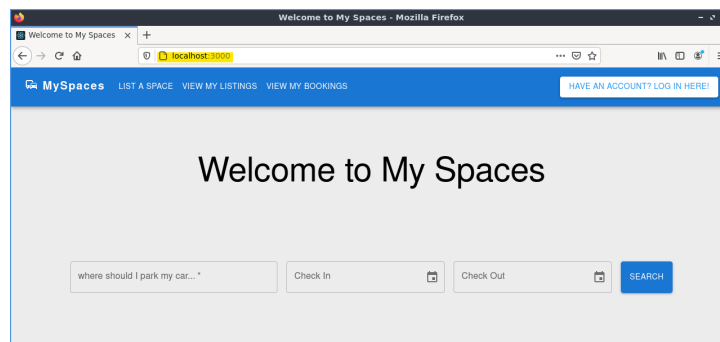 Welcome to My Spaces - Mozilla Firefox
Welcome to My Spaces
localhost:3000
MySpaces LIST A SPACE VIEW MY LISTINGS VIEW MY BOOKINGS HAVE AN ACCOUNT? LOG IN HERE!
Welcome to My Spaces
where should I park my car... * Check In Check Out SEARCH